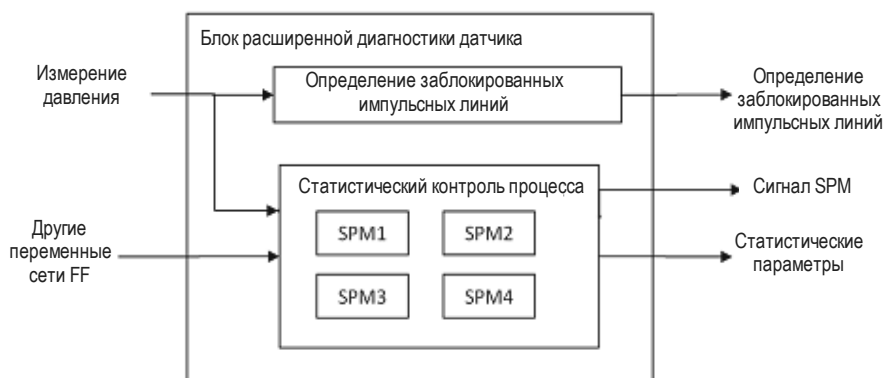 Блок расширенной диагностики датчика
Измерение
давления
Определение заблокированных
импульсных линий
Определение
заблокированных
импульсных линий
Статистический контроль процесса
Сигнал SPM
Другие
переменные
сети FF
SPM1
SPM2
Статистические
параметры
SPM3
SPM4